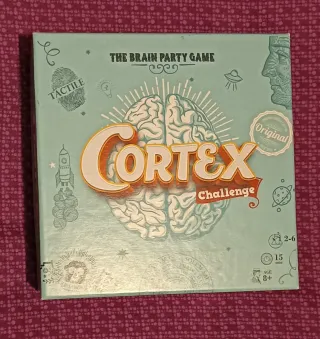 THE BRAIN PARTY GAME
TACTILE
Original
CORTEX
Challenge
2-6
15
8+